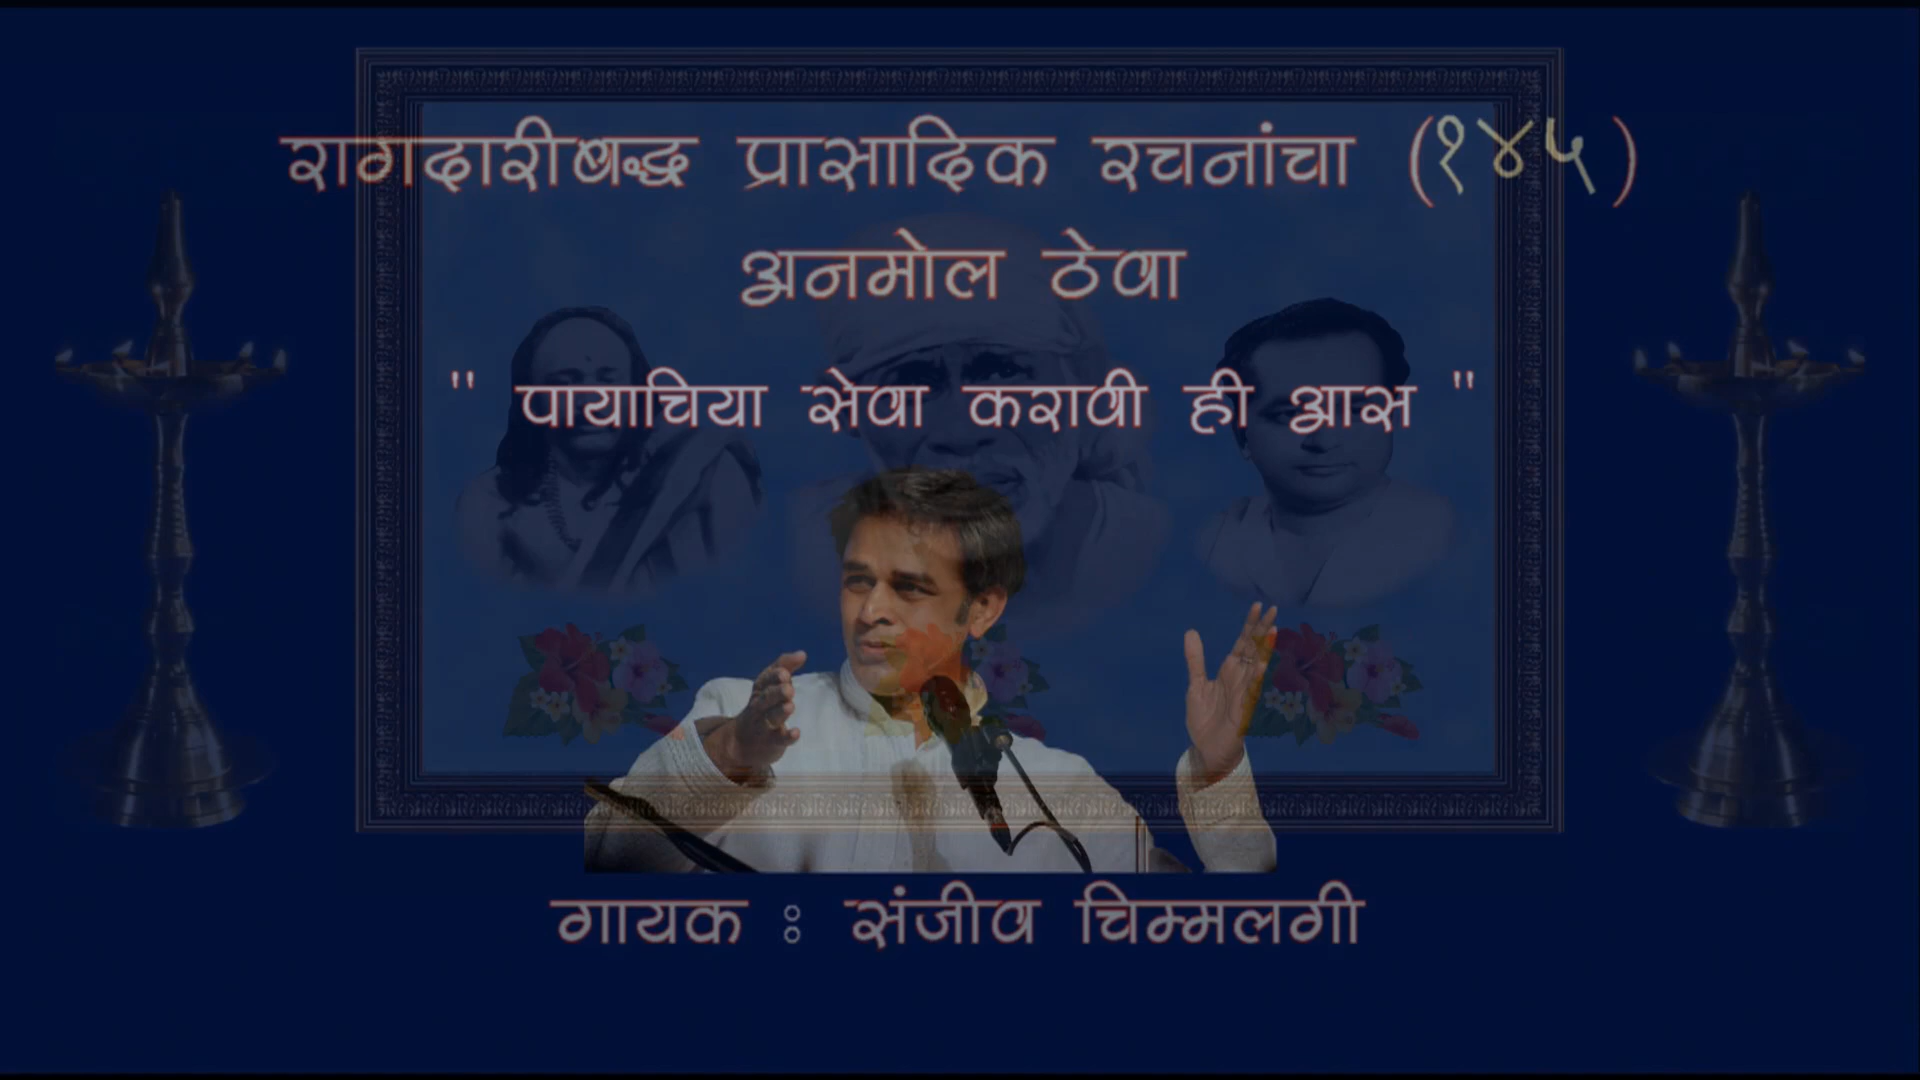 रागदारीबद्ध प्रासादिक रचनांचा (१४५)
अनमोल ठेवा
" पायाचिया सेवा करावी ही आस "
गायक : संजीव चिम्मलगी